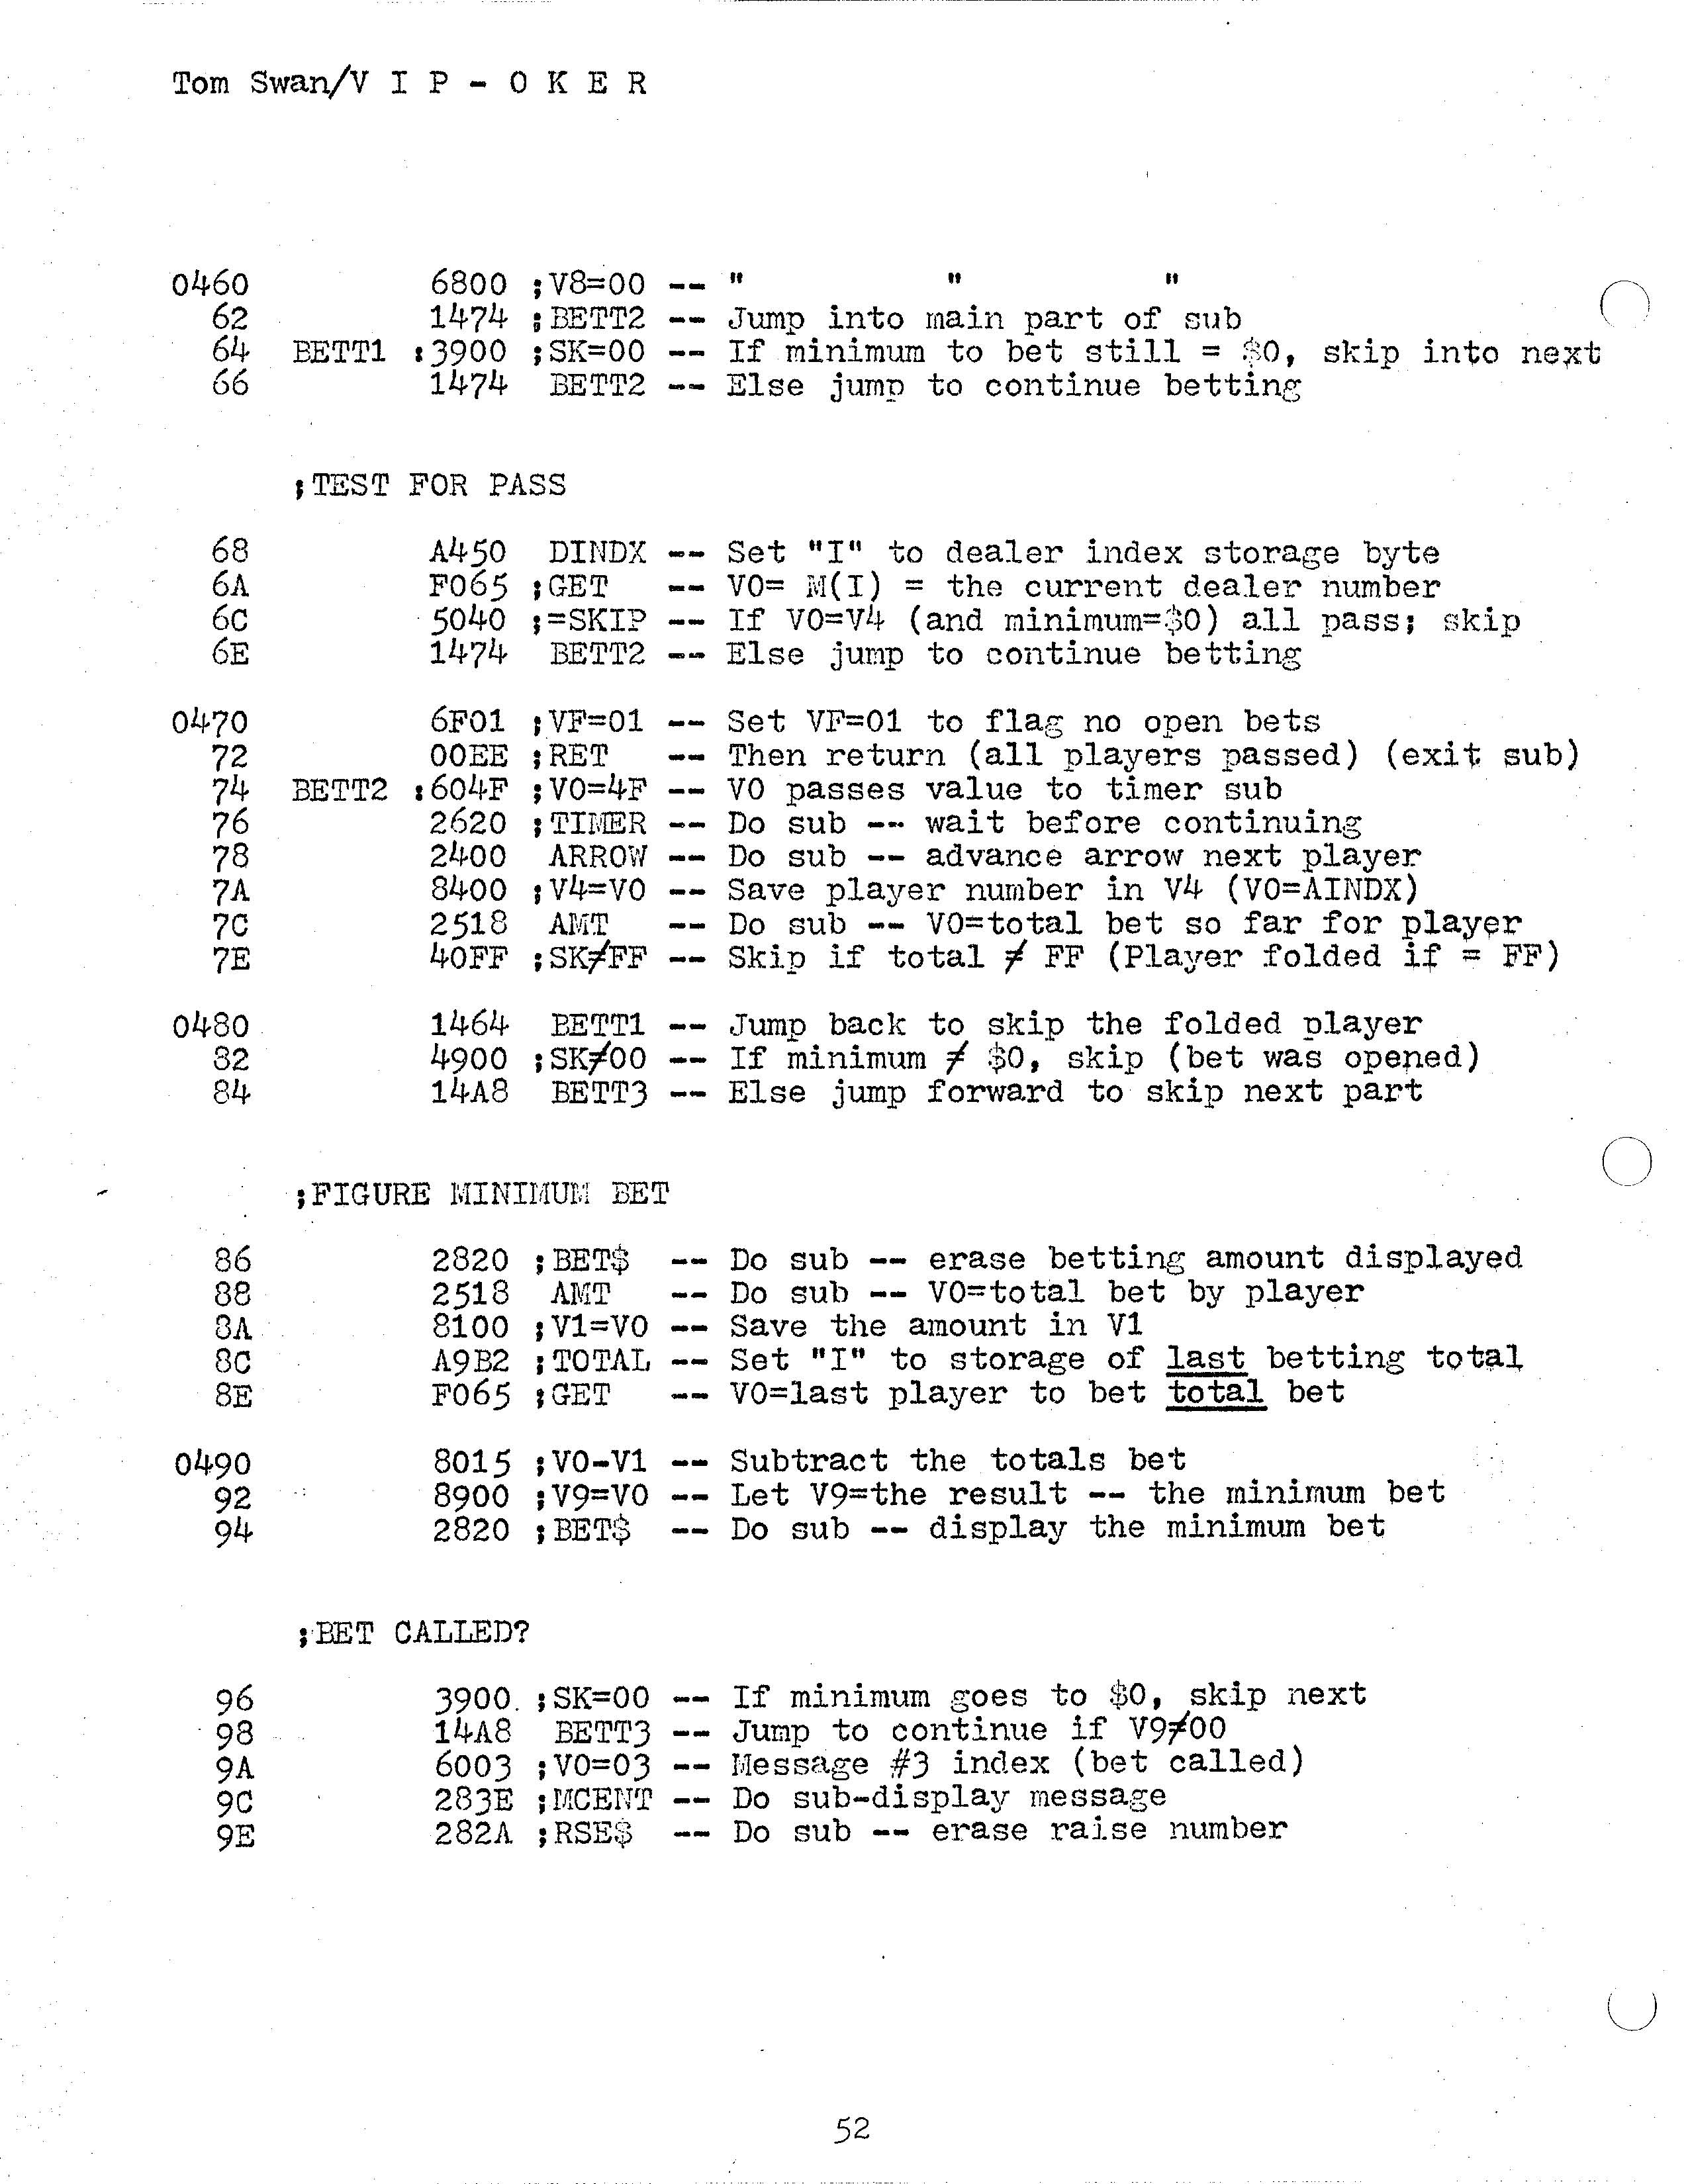 Tom Swan/V I P - O K E R
0460 6800 ;V8=00 -- " " "
62 1474 ;BETT2 -- Jump into main part of sub
64 BETT1 :3900 ;SK=00 -- If minimum to bet still = $0, skip into next
66 1474 BETT2 -- Else jump to continue betting
;TEST FOR PASS
68 A450 DINDX -- Set "I" to dealer index storage byte
6A F065 ;GET -- V0= M(I) = the current dealer number
6C 5040 ;=SKIP -- If V0=V4 (and minimum=$0) all pass; skip
6E 1474 BETT2 -- Else jump to continue betting
0470 6F01 ;VF=01 -- Set VF=01 to flag no open bets
72 00EE ;RET -- Then return (all players passed) (exit sub)
74 BETT2 :604F ;V0=4F -- V0 passes value to timer sub
76 2620 ;TIMER -- Do sub -- wait before continuing
78 2400 ARROW -- Do sub -- advance arrow next player
7A 8400 ;V4=V0 -- Save player number in V4 (V0=AINDX)
7C 2518 AMT -- Do sub -- V0=total bet so far for player
7E 40FF ;SK≠FF -- Skip if total ≠ FF (Player folded if = FF)
0480 1464 BETT1 -- Jump back to skip the folded player
82 4900 ;SK≠00 -- If minimum ≠ $0, skip (bet was opened)
84 14A8 BETT3 -- Else jump forward to skip next part
;FIGURE MINIMUM BET
86 2820 ;BET$ -- Do sub -- erase betting amount displayed
88 2518 AMT -- Do sub -- V0=total bet by player
8A 8100 ;V1=V0 -- Save the amount in V1
8C A9B2 ;TOTAL -- Set "I" to storage of last betting total
8E F065 ;GET -- V0=last player to bet total bet
0490 8015 ;V0-V1 -- Subtract the totals bet
92 8900 ;V9=V0 -- Let V9=the result -- the minimum bet
94 2820 ;BET$ -- Do sub -- display the minimum bet
;BET CALLED?
96 3900 ;SK=00 -- If minimum goes to $0, skip next
98 14A8 BETT3 -- Jump to continue if V9≠00
9A 6003 ;V0=03 -- Message #3 index (bet called)
9C 283E ;MCENT -- Do sub-display message
9E 282A ;RSE$ -- Do sub -- erase raise number
52